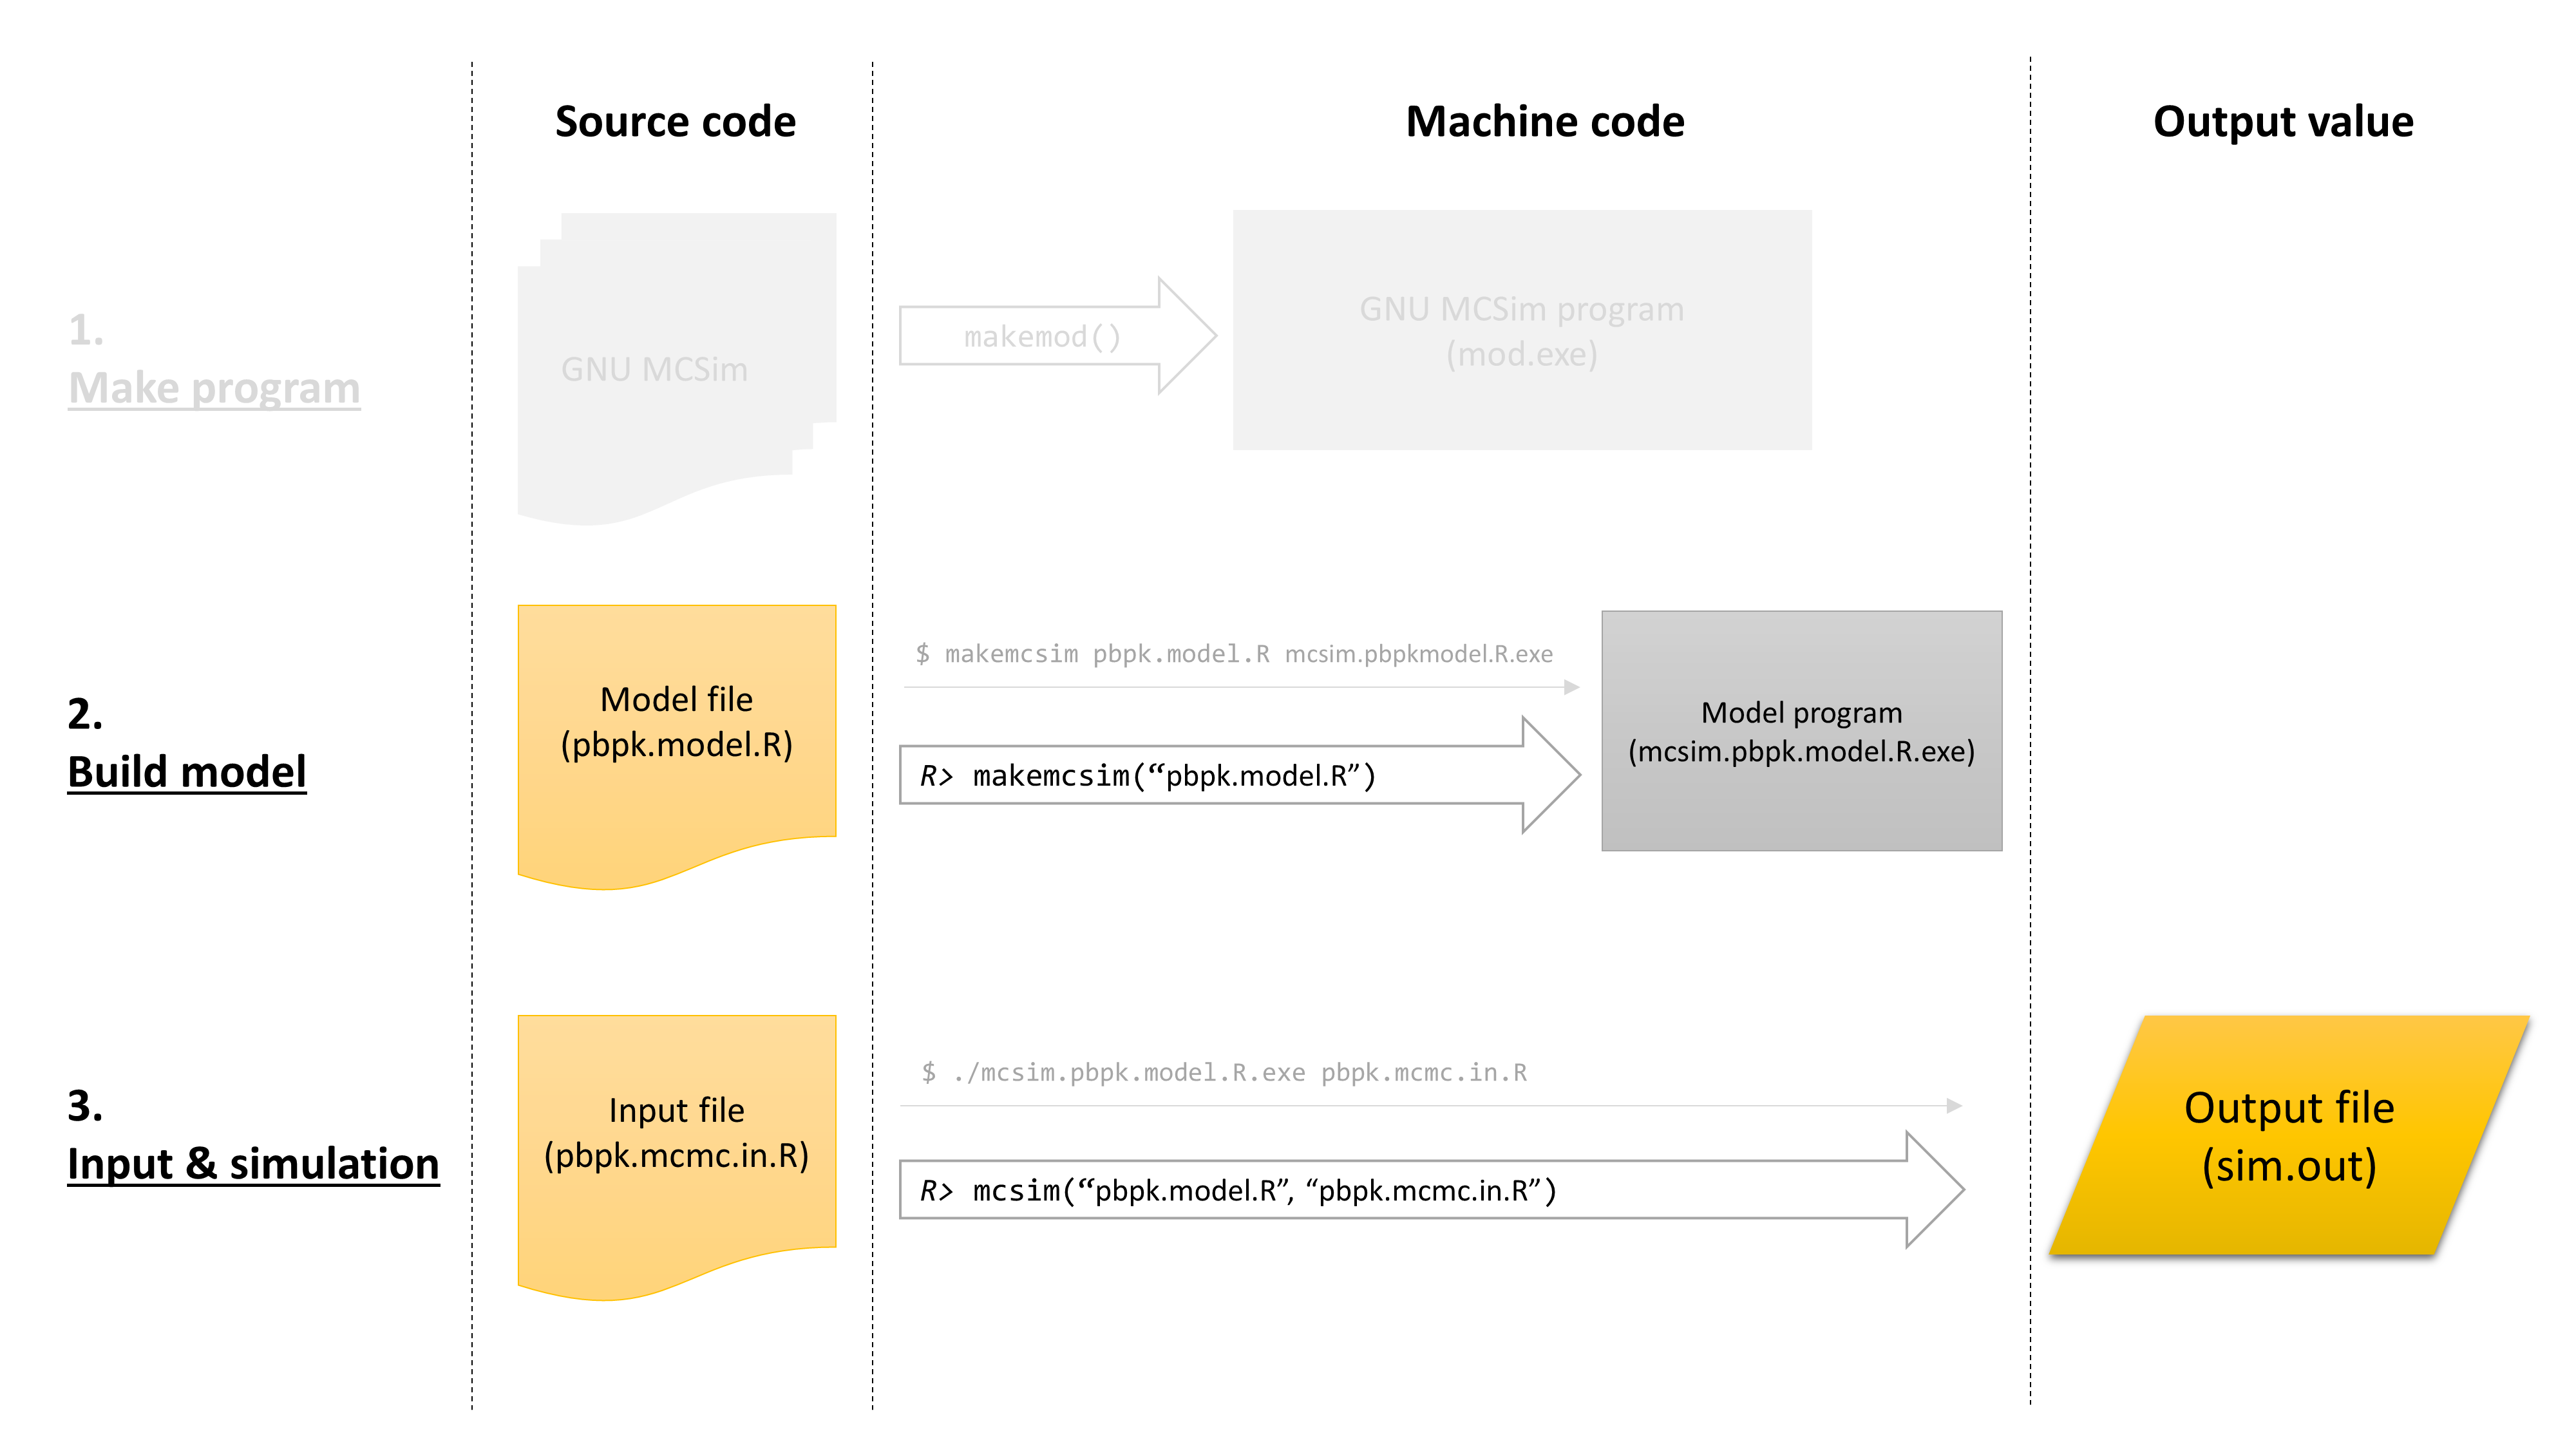 Source code
Machine code
Output value
1.
Make program
GNU MCSim
makemod()
GNU MCSim program
(mod.exe)
2.
Build model
Model file
(pbpk.model.R)
$ makemcsim pbpk.model.R mcsim.pbpkmodel.R.exe
R> makemcsim(“pbpk.model.R”)
Model program
(mcsim.pbpk.model.R.exe)
3.
Input & simulation
Input file
(pbpk.mcmc.in.R)
$ ./mcsim.pbpk.model.R.exe pbpk.mcmc.in.R
R> mcsim(“pbpk.model.R”, “pbpk.mcmc.in.R”)
Output file
(sim.out)